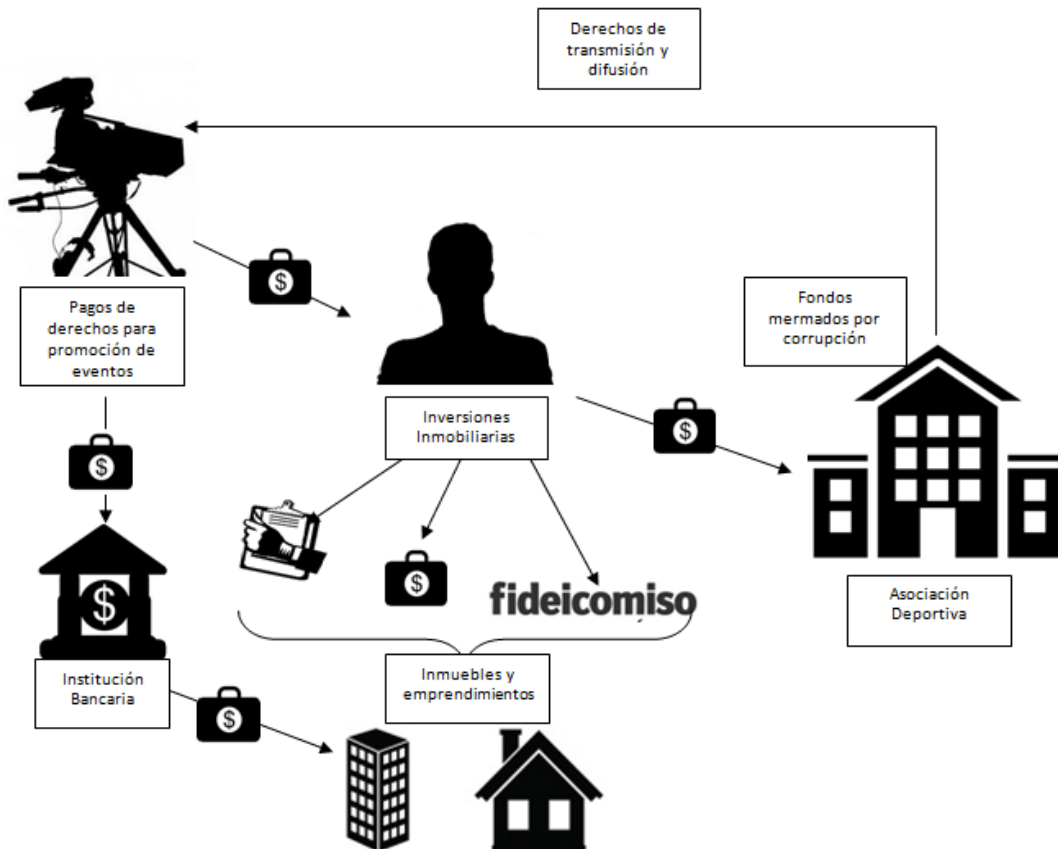 Derechos de
transmisión y
difusión
Pagos de
derechos para
promoción de
eventos
$
Fondos
mermados por
corrupción
Inversiones
Inmobiliarias
$
$
$
fideicomiso
$
Asociación
Deportiva
Institución
Bancaria
Inmuebles y
emprendimientos
$